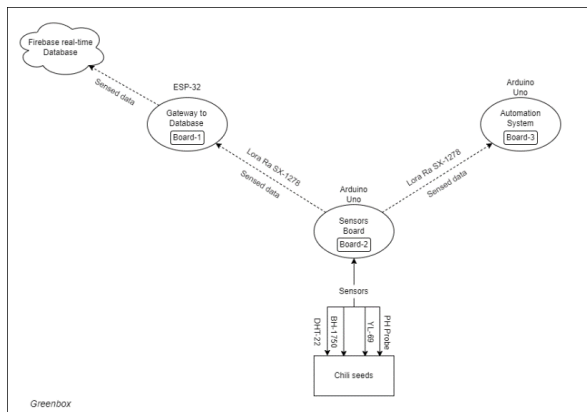 Firebase real-time
Database
Sensed data
ESP-32
Gateway to
Database
Board-1
Lora Ra SX-1278
Sensed data
Arduino
Uno
Automation
System
Board-3
Lora Ra SX-1278
Sensed data
Arduino
Uno
Sensors
Board
Board-2
Sensors
DHT-22
BH-1750
YL-69
PH Probe
Chili seeds
Greenbox